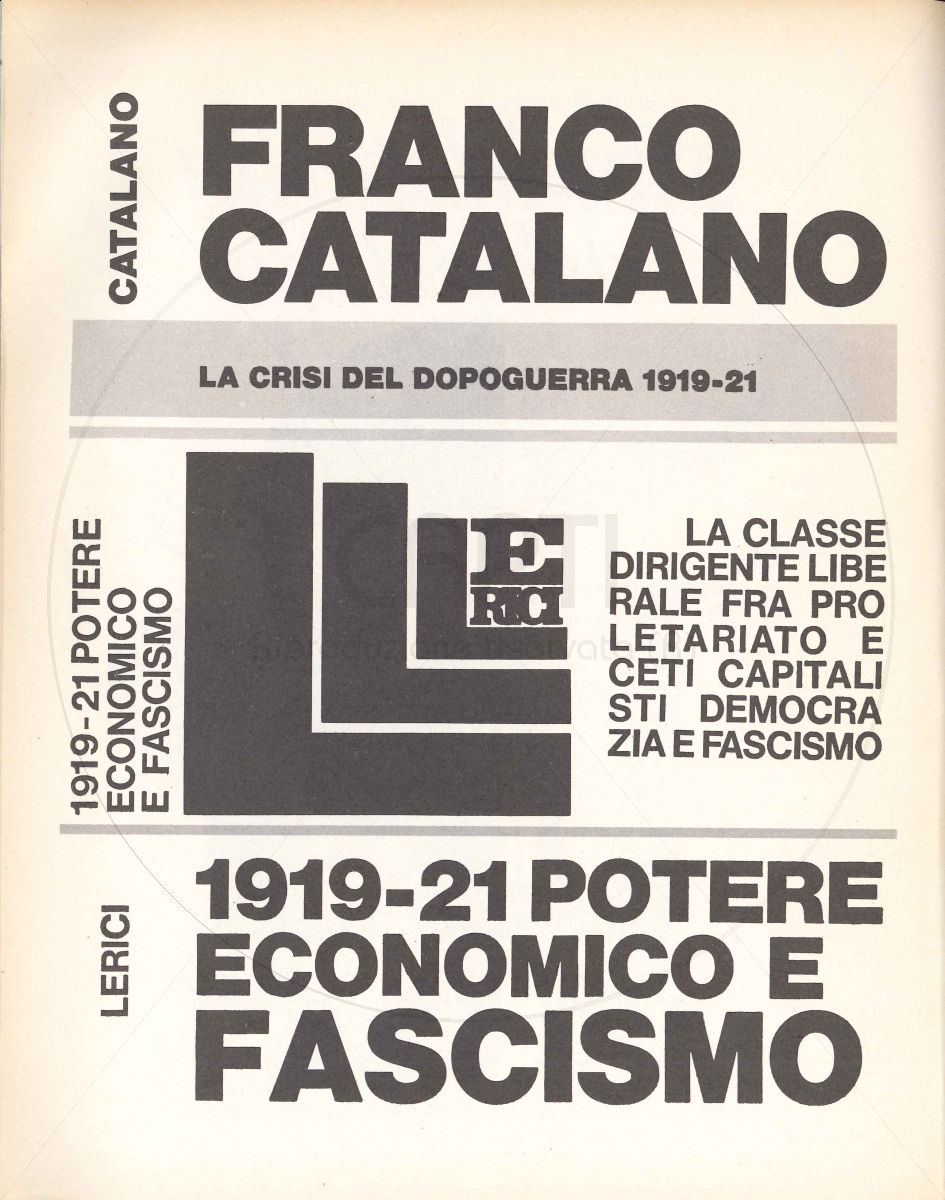 CATALANO
FRANCO
CATALANO
LA CRISI DEL DOPOGUERRA 1919-21
1919-21 POTERE
ECONOMICO
E FASCISMO
E
RICI
LA CLASSE
DIRIGENTE LIBE
RALE FRA PRO
LETARIATO E
CETI CAPITALI
STI DEMOCRA
ZIA E FASCISMO
LERICI
1919-21 POTERE
ECONOMICO E
FASCISMO